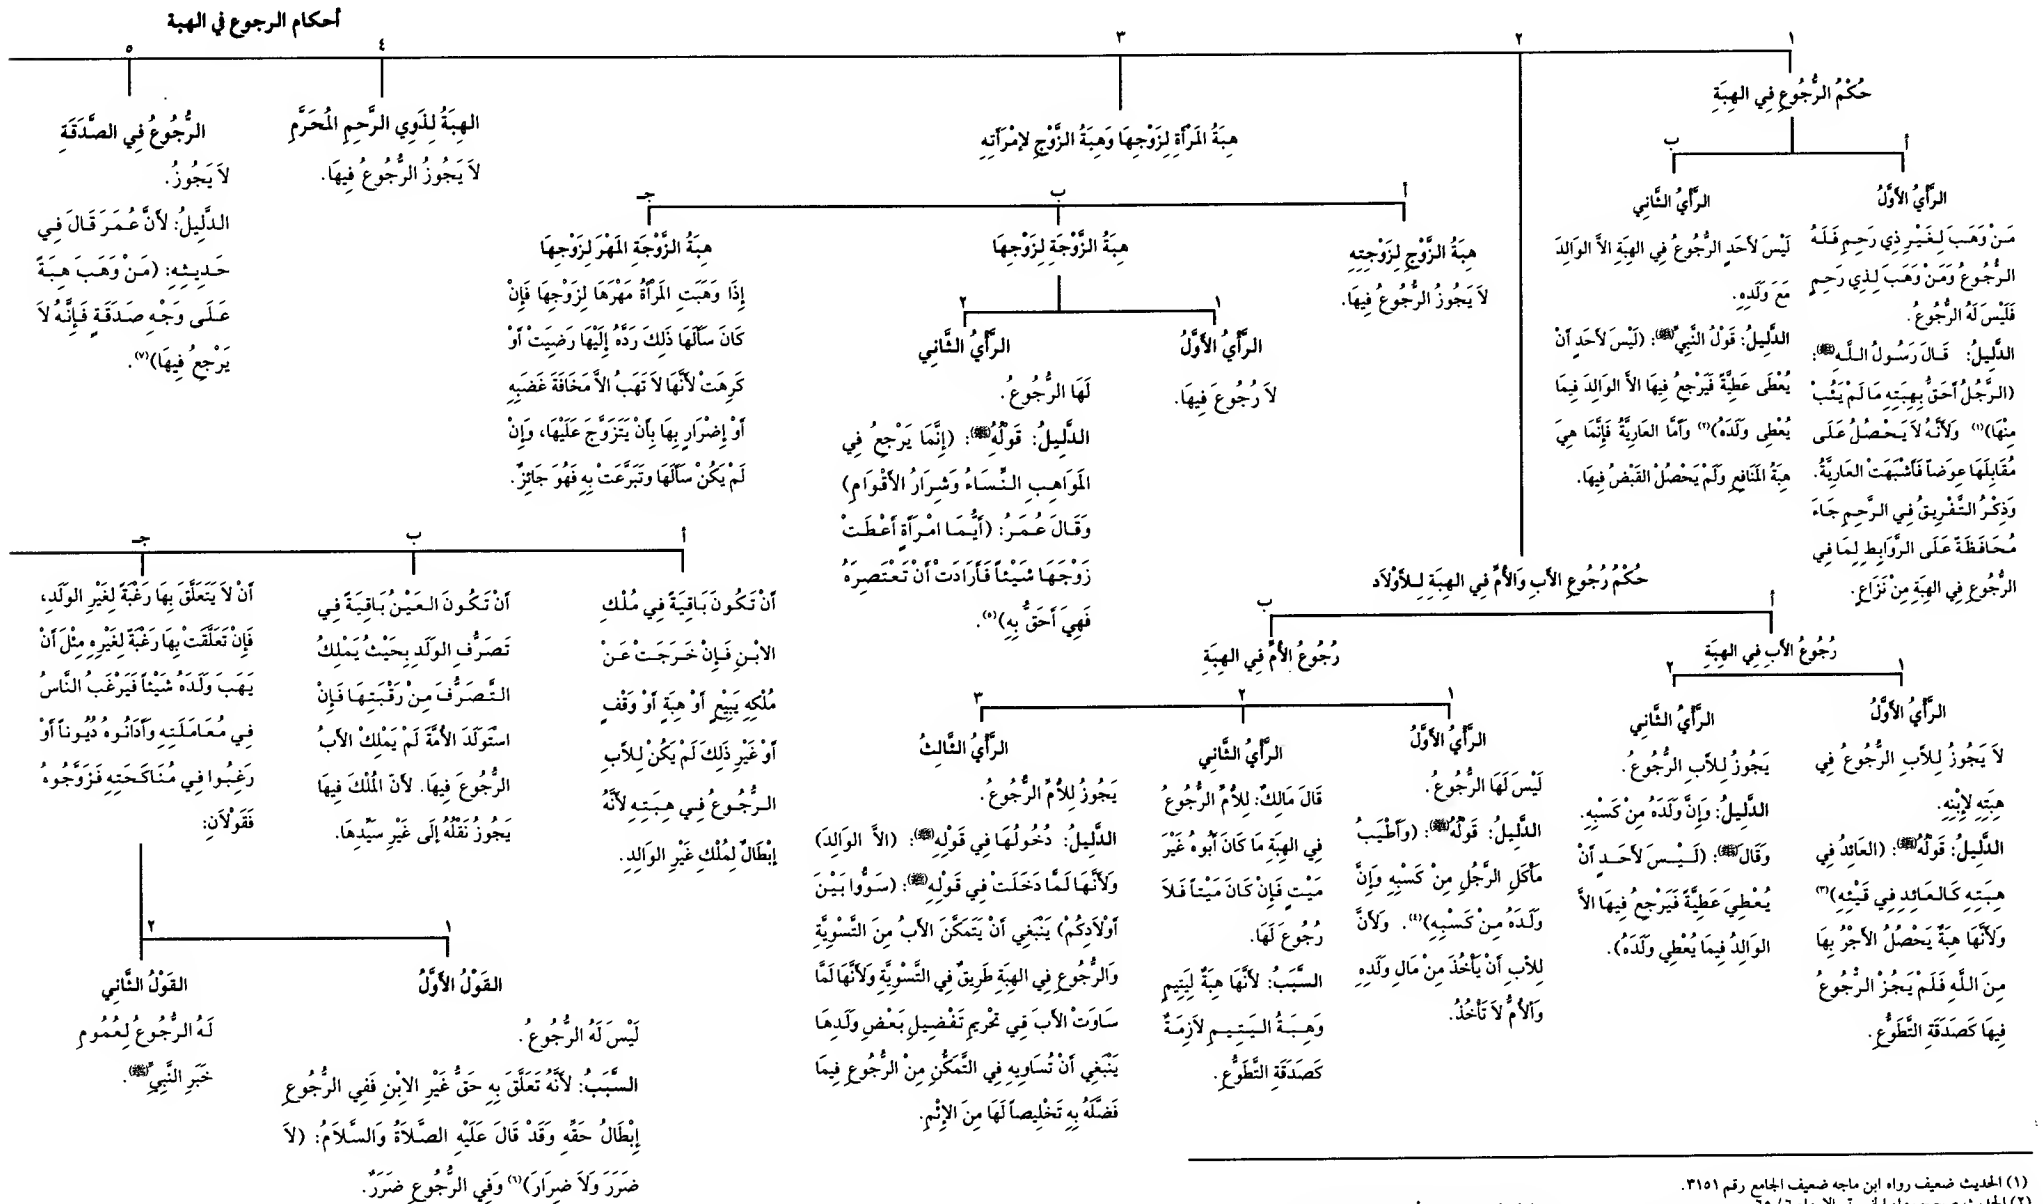 أحكام الرجوع في الهبة
١
حُكْمُ الرُّجُوعِ فِي الهِبَةِ
أ
الرَّأْيُ الأَوَّلُ
مَنْ وَهَبَ لِغَيْرِ ذِي رَحِمٍ فَلَهُ
الرُّجُوعُ وَمَنْ وَهَبَ لِذِي رَحِمٍ
فَلَيْسَ لَهُ الرُّجُوعُ.
الدَّلِيلُ: قَالَ رَسُولُ اللَّهِ (ﷺ):
(الرَّجُلُ أَحَقُّ بِهِبَتِهِ مَا لَمْ يَثُبْ
مِنْهَا)(١) وَلأَنَّهُ لاَ يَحْصُلُ عَلَى
مُقَابِلِهَا عِوَضاً فَأَشْبَهَتْ العَارِيَّةُ.
وَذِكْرُ التَّفْرِيقُ فِي الرَّحِمِ جَاءَ
مُحَافَظَةً عَلَى الرَّوَابِطِ لِمَا فِي
الرُّجُوعِ فِي الهِبَةِ مِنْ نَزَاعٍ.
ب
الرَّأْيُ الثَّانِي
لَيْسَ لأَحَدٍ الرُّجُوعُ فِي الهِبَةِ الاَّ الوَالِدَ
مَعَ وَلَدِهِ.
الدَّلِيلُ: قَوْلُ النَّبِيِّ (ﷺ): (لَيْسَ لأَحَدٍ أَنْ
يُعْطَى عَطِيَّةً فَيَرْجِعُ فِيهَا الاَّ الوَالِدَ فِيمَا
يُعْطَى وَلَدَهُ)(٢) وَأَمَّا العَارِيَّةُ فَإِنَّمَا هِيَ
هِبَةُ المَنَافِعِ وَلَمْ يَحْصُلُ القَبْضُ فِيهَا.
٢
حُكْمُ رُجُوعِ الأَبِ وَالأُمِّ فِي الهِبَةِ لِلأَوْلاَد
أ
رُجُوعُ الأَبِ فِي الهِبَةِ
١
الرَّأْيُ الأَوَّلُ
لاَ يَجُوزُ لِلأَبِ الرُّجُوعُ فِي
هِبَتِهِ لإِبْنِهِ.
الدَّلِيلُ: قَوْلُهُ (ﷺ): (العَائِدُ فِي
هِبَتِهِ كَالعَائِدِ فِي قَيْئِهِ)(٣)
وَلأَنَّهَا هِبَةٌ يَحْصُلُ الأَجْرُ بِهَا
مِنَ اللَّهِ فَلَمْ يَجُزْ الرُّجُوعُ
فِيهَا كَصَدَقَةِ التَّطَوُّعِ.
٢
الرَّأْيُ الثَّانِي
يَجُوزُ لِلأَبِ الرُّجُوعُ.
الدَّلِيلُ: وَإِنَّ وَلَدَهُ مِنْ كَسْبِهِ.
وَقَالَ (ﷺ): (لَيْسَ لأَحَدٍ أَنْ
يُعْطِيَ عَطِيَّةً فَيَرْجِعُ فِيهَا الاَّ
الوَالِدُ فِيمَا يُعْطِي وَلَدَهُ).
ب
رُجُوعُ الأُمِّ فِي الهِبَةِ
١
الرَّأْيُ الأَوَّلُ
لَيْسَ لَهَا الرُّجُوعُ.
الدَّلِيلُ: قَوْلُهُ (ﷺ): (وَأَطْيَبُ
مَأْكَلِ الرَّجُلِ مِنْ كَسْبِهِ وَإِنَّ
وَلَدَهُ مِنْ كَسْبِهِ)(٤). وَلأَنَّ
لِلأَبِ أَنْ يَأْخُذَ مِنْ مَالِ وَلَدِهِ
وَالأُمُّ لاَ تَأْخُذُ.
٢
الرَّأْيُ الثَّانِي
قَالَ مَالِكٌ: لِلأُمِّ الرُّجُوعُ
فِي الهِبَةِ مَا كَانَ أَبُوهُ غَيْرَ
مَيْتٍ فَإِنْ كَانَ مَيْتاً فَلاَ
رُجُوعَ لَهَا.
السَّبَبُ: لأَنَّهَا هِبَةٌ لِيَتِيمٍ
وَهِبَةُ اليَتِيمِ لاَزِمَةٌ
كَصَدَقَةِ التَّطَوُّعِ.
٣
الرَّأْيُ الثَّالِثُ
يَجُوزُ لِلأُمِّ الرُّجُوعُ.
الدَّلِيلُ: دُخُولُهَا فِي قَوْلِهِ (ﷺ): (الاَّ الوَالِدَ)
وَلأَنَّهَا لَمَّا دَخَلَتْ فِي قَوْلِهِ (ﷺ): (سَوُّوا بَيْنَ
أَوْلاَدِكُمْ) يَنْبَغِي أَنْ يَتَمَكَّنَ الأَبُ مِنَ التَّسْوِيَّةِ
وَالرُّجُوعِ فِي الهِبَةِ طَرِيقٌ فِي التَّسْوِيَّةِ وَلأَنَّهَا لَمَّا
سَاوَتْ الأَبَ فِي تَحْرِيمِ تَفْضِيلِ بَعْضِ وَلَدِهَا
يَنْبَغِي أَنْ تُسَاوِيهِ فِي التَّمَكُّنِ مِنْ الرُّجُوعِ فِيمَا
فَضَّلَهُ بِهِ تَخْلِيصاً لَهَا مِنَ الإِثْمِ.
٣
هِبَةُ المَرْأَةِ لِزَوْجِهَا وَهِبَةُ الزَّوْجِ لإِمْرَأَتِهِ
أ
هِبَةُ الزَّوْجِ لِزَوْجَتِهِ
لاَ يَجُوزُ الرُّجُوعُ فِيهَا.
ب
هِبَةُ الزَّوْجَةِ لِزَوْجِهَا
١
الرَّأْيُ الأَوَّلُ
لاَ رُجُوعَ فِيهَا.
٢
الرَّأْيُ الثَّانِي
لَهَا الرُّجُوعُ.
الدَّلِيلُ: قَوْلُهُ (ﷺ): (إِنَّمَا يَرْجِعُ فِي
المَوَاهِبِ النِّسَاءُ وَشِرَارُ الأَقْوَامِ)
وَقَالَ عُمَرُ: (أَيُّمَا امْرَأَةٍ أَعْطَتْ
زَوْجَهَا شَيْئاً فَأَرَادَتْ أَنْ تَعْتَصِرَهُ
فَهِيَ أَحَقُّ بِهِ)(٥).
جـ
هِبَةُ الزَّوْجَةِ المَهْرَ لِزَوْجِهَا
إِذَا وَهَبَتِ المَرْأَةُ مَهْرَهَا لِزَوْجِهَا فَإِنْ
كَانَ سَأَلَهَا ذَلِكَ رَدَّهُ إِلَيْهَا رَضِيَتْ أَوْ
كَرِهَتْ لأَنَّهَا لاَ تَهَبُ الاَّ مَخَافَةَ غَضَبِهِ
أَوْ إِضْرَارٍ بِهَا بِأَنْ يَتَزَوَّجَ عَلَيْهَا، وَإِنْ
لَمْ يَكُنْ سَأَلَهَا وتَبَرَّعَتْ بِهِ فَهُوَ جَائِزٌ.
٤
الهِبَةُ لِذَوِي الرَّحِمِ المُحَرَّمِ
لاَ يَجُوزُ الرُّجُوعُ فِيهَا.
٥
الرُّجُوعُ فِي الصَّدَقَةِ
لاَ يَجُوزُ.
الدَّلِيلُ: لأَنَّ عُمَرَ قَالَ فِي
حَدِيثِهِ: (مَنْ وَهَبَ هِبَةً
عَلَى وَجْهِ صَدَقَةٍ فَإِنَّهُ لاَ
يَرْجِعُ فِيهَا)(٧).
أ
أَنْ تَكُونَ بَاقِيَةً فِي مُلْكِ
الابْنِ فَإِنْ خَرَجَتْ عَنْ
مُلْكِهِ بِبَيْعٍ أَوْ هِبَةٍ أَوْ وَقْفٍ
أَوْ غَيْرِ ذَلِكَ لَمْ يَكُنْ لِلأَبِ
الرُّجُوعُ فِي هِبَتِهِ لأَنَّهُ
إِبْطَالٌ لِمُلْكِ غَيْرِ الوَالِدِ.
ب
أَنْ تَكُونَ العَيْنُ بَاقِيَةً فِي
تَصَرُّفِ الوَلَدِ بِحَيْثُ يَمْلِكُ
التَّصَرُّفَ مِنْ رَقَبَتِهَا فَإِنْ
اسْتَوْلَدَ الأَمَّةَ لَمْ يَمْلِكْ الأَبُ
الرُّجُوعَ فِيهَا. لأَنّ المُلْكَ فِيهَا
يَجُوزُ نَقْلُهُ إِلَى غَيْرِ سَيِّدِهَا.
جـ
أَنْ لاَ يَتَعَلَّقَ بِهَا رَغْبَةً لِغَيْرِ الوَلَدِ،
فَإِنْ تَعَلَّقَتْ بِهَا رَغْبَةً لِغَيْرِهِ مِثْلَ أَنْ
يَهَبَ وَلَدَهُ شَيْئاً فَيَرْغَبُ النَّاسُ
فِي مُعَامَلَتِهِ وَأَدَانُوهُ دُيُوناً أَوْ
رَغِبُوا فِي مُنَاكَحَتِهِ فَزَوَّجُوهُ
فَقَوْلاَنِ:
١
القَوْلُ الأَوَّلُ
لَيْسَ لَهُ الرُّجُوعُ.
السَّبَبُ: لأَنَّهُ تَعَلَّقَ بِهِ حَقُّ غَيْرِ الاِبْنِ فَفِي الرُّجُوعِ
إِبْطَالُ حَقِّهِ وَقَدْ قَالَ عَلَيْهِ الصَّلاَةُ وَالسَّلاَمُ: (لاَ
ضَرَرَ وَلاَ ضِرَارَ)(٦) وَفِي الرُّجُوعِ ضَرَرٌ.
٢
القَوْلُ الثَّانِي
لَهُ الرُّجُوعُ لِعُمُومِ
خَبَرِ النَّبِيِّ (ﷺ).
(١) الحديث ضعيف رواه ابن ماجه ضعيف الجامع رقم ٣١٥١.